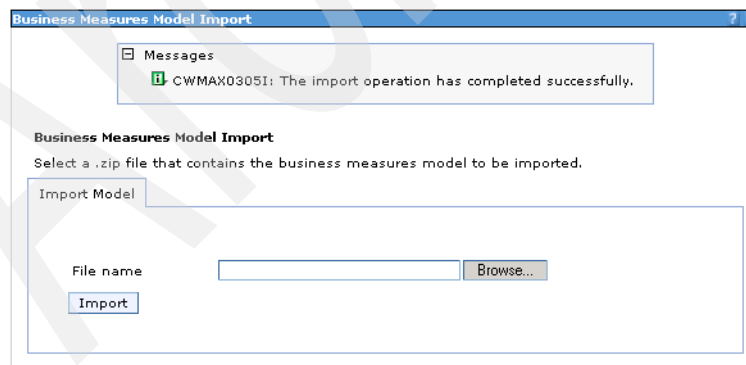 Business Measures Model Import ?
Messages
CWMAX0305I: The import operation has completed successfully.
Business Measures Model Import
Select a .zip file that contains the business measures model to be imported.
Import Model
File name Browse...
Import